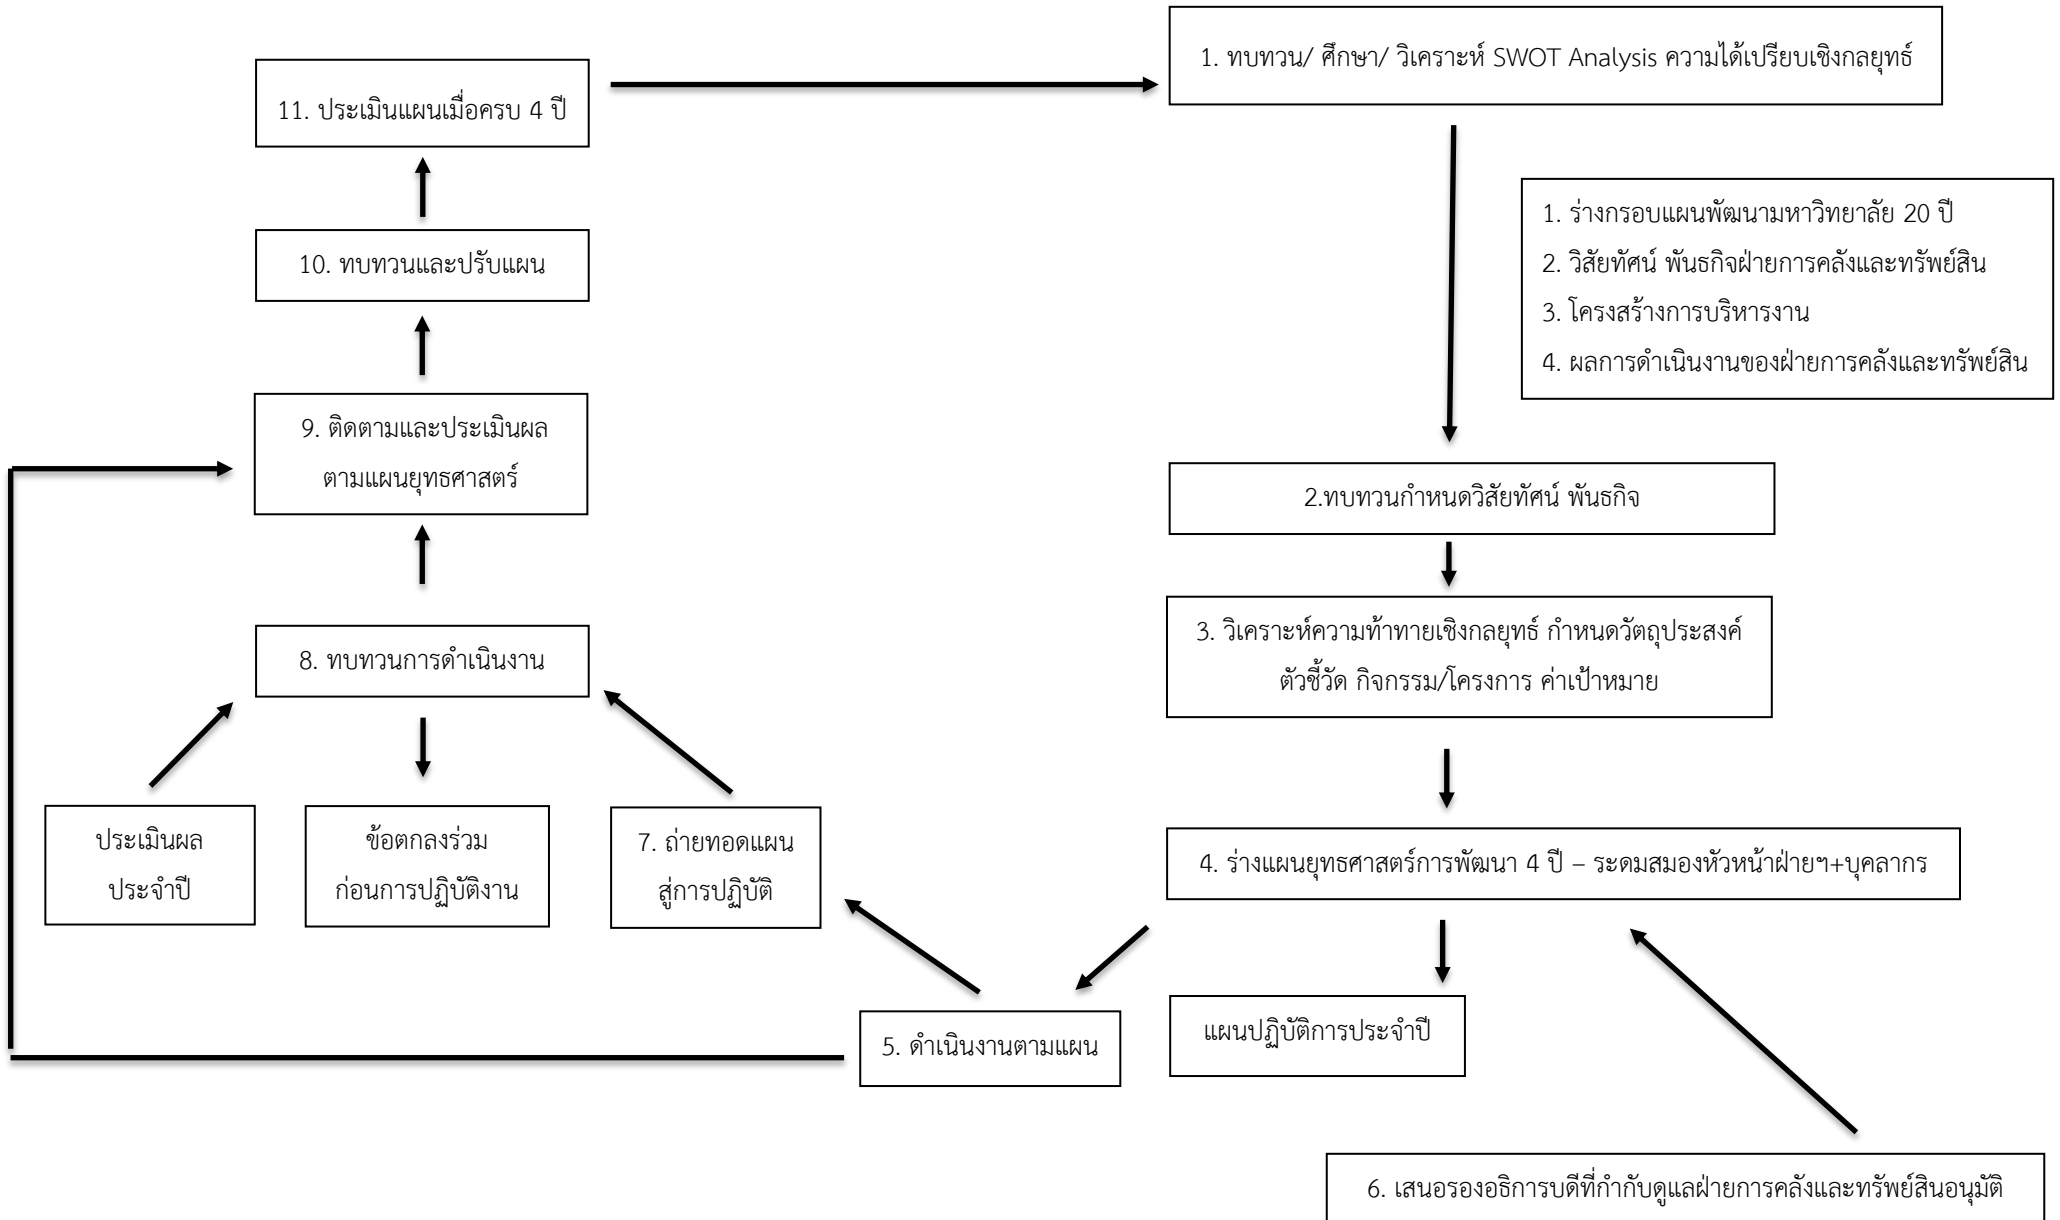 1. ทบทวน/ ศึกษา/ วิเคราะห์ SWOT Analysis ความได้เปรียบเชิงกลยุทธ์
11. ประเมินแผนเมื่อครบ 4 ปี
1. ร่างกรอบแผนพัฒนามหาวิทยาลัย 20 ปี
2. วิสัยทัศน์ พันธกิจฝ่ายการคลังและทรัพย์สิน
3. โครงสร้างการบริหารงาน
4. ผลการดำเนินงานของฝ่ายการคลังและทรัพย์สิน
10. ทบทวนและปรับแผน
9. ติดตามและประเมินผล
ตามแผนยุทธศาสตร์
2.ทบทวนกำหนดวิสัยทัศน์ พันธกิจ
3. วิเคราะห์ความท้าทายเชิงกลยุทธ์ กำหนดวัตถุประสงค์
ตัวชี้วัด กิจกรรม/โครงการ ค่าเป้าหมาย
8. ทบทวนการดำเนินงาน
ประเมินผล
ประจำปี
ข้อตกลงร่วม
ก่อนการปฏิบัติงาน
7. ถ่ายทอดแผน
สู่การปฏิบัติ
4. ร่างแผนยุทธศาสตร์การพัฒนา 4 ปี – ระดมสมองหัวหน้าฝ่ายฯ+บุคลากร
5. ดำเนินงานตามแผน
แผนปฏิบัติการประจำปี
6. เสนอรองอธิการบดีที่กำกับดูแลฝ่ายการคลังและทรัพย์สินอนุมัติ